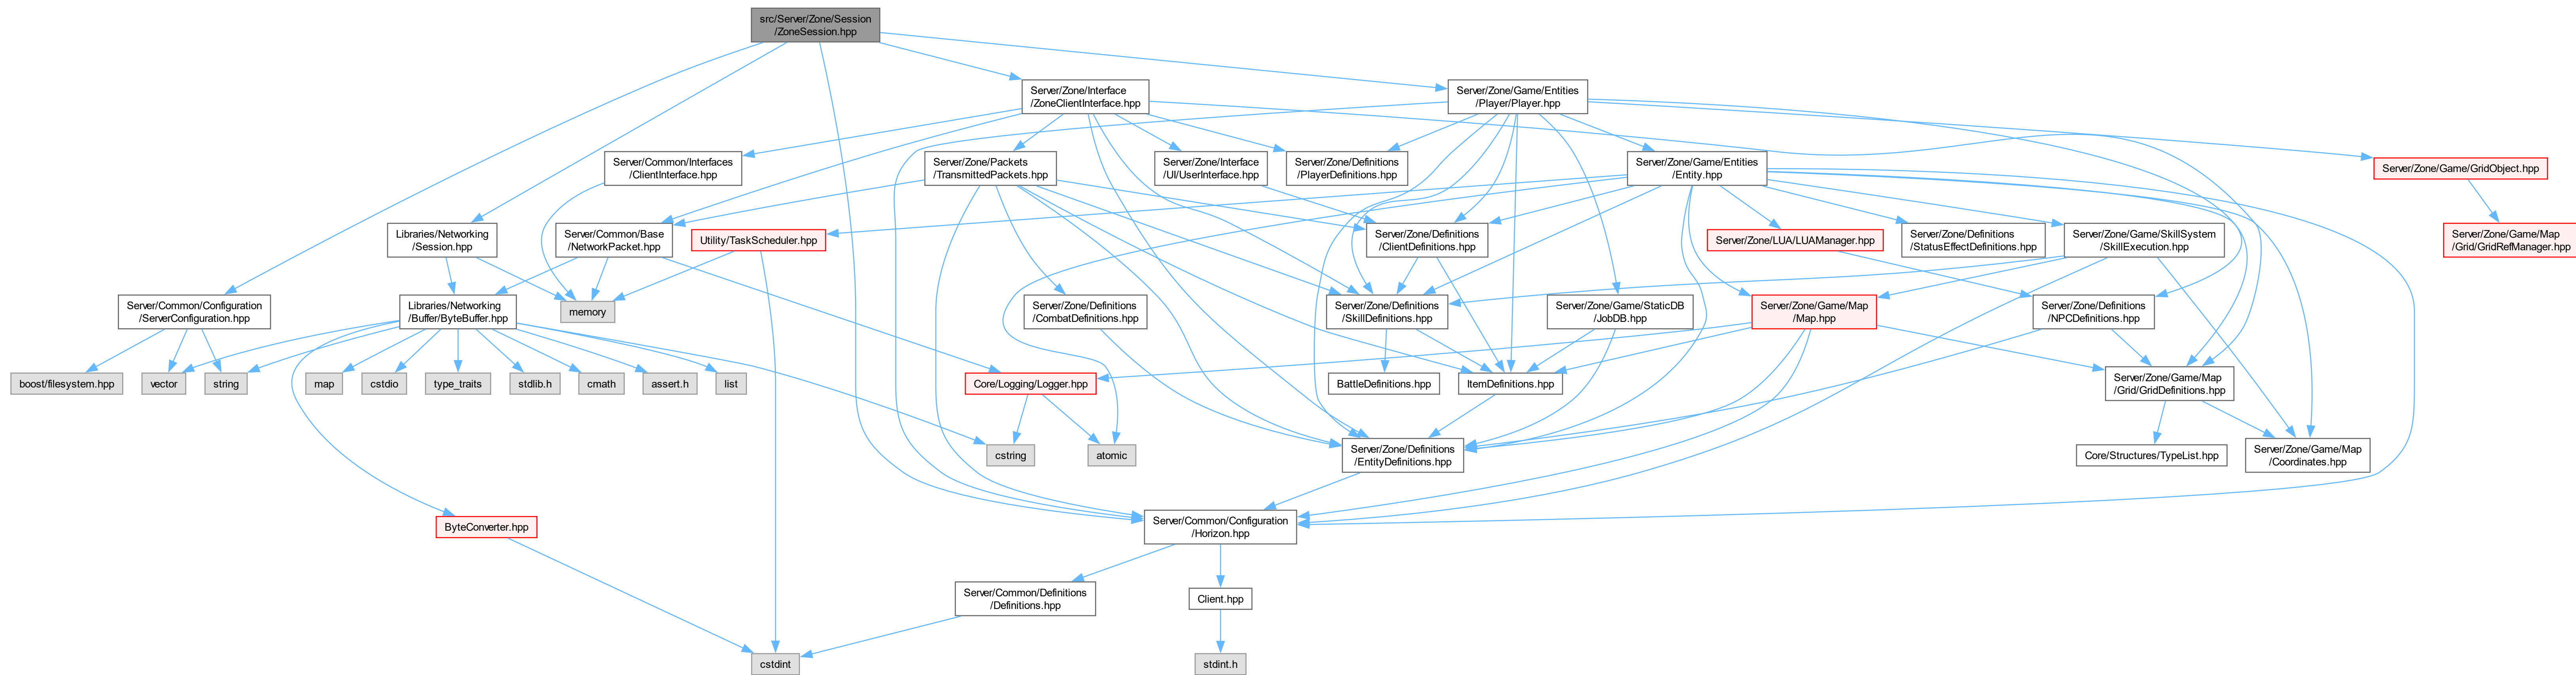 src/Server/Zone/Session
/ZoneSession.hpp
Server/Zone/Interface
/ZoneClientInterface.hpp
Server/Zone/Game/Entities
/Player/Player.hpp
Server/Common/Interfaces
/ClientInterface.hpp
Server/Zone/Packets
/TransmittedPackets.hpp
Server/Zone/Interface
/UI/UserInterface.hpp
Server/Zone/Definitions
/PlayerDefinitions.hpp
Server/Zone/Game/Entities
/Entity.hpp
Server/Zone/Game/GridObject.hpp
Libraries/Networking
/Session.hpp
Server/Common/Base
/NetworkPacket.hpp
Utility/TaskScheduler.hpp
Server/Zone/Definitions
/ClientDefinitions.hpp
Server/Zone/LUA/LUAManager.hpp
Server/Zone/Definitions
/StatusEffectDefinitions.hpp
Server/Zone/Game/SkillSystem
/SkillExecution.hpp
Server/Zone/Game/Map
/Grid/GridRefManager.hpp
Server/Common/Configuration
/ServerConfiguration.hpp
Libraries/Networking
/Buffer/ByteBuffer.hpp
memory
Server/Zone/Definitions
/CombatDefinitions.hpp
Server/Zone/Definitions
/SkillDefinitions.hpp
Server/Zone/Game/StaticDB
/JobDB.hpp
Server/Zone/Game/Map
/Map.hpp
Server/Zone/Definitions
/NPCDefinitions.hpp
boost/filesystem.hpp
vector
string
map
cstdio
type_traits
stdlib.h
cmath
assert.h
list
Core/Logging/Logger.hpp
BattleDefinitions.hpp
ItemDefinitions.hpp
Server/Zone/Game/Map
/Grid/GridDefinitions.hpp
cstring
atomic
Server/Zone/Definitions
/EntityDefinitions.hpp
Core/Structures/TypeList.hpp
Server/Zone/Game/Map
/Coordinates.hpp
ByteConverter.hpp
Server/Common/Configuration
/Horizon.hpp
Server/Common/Definitions
/Definitions.hpp
Client.hpp
cstdint
stdint.h